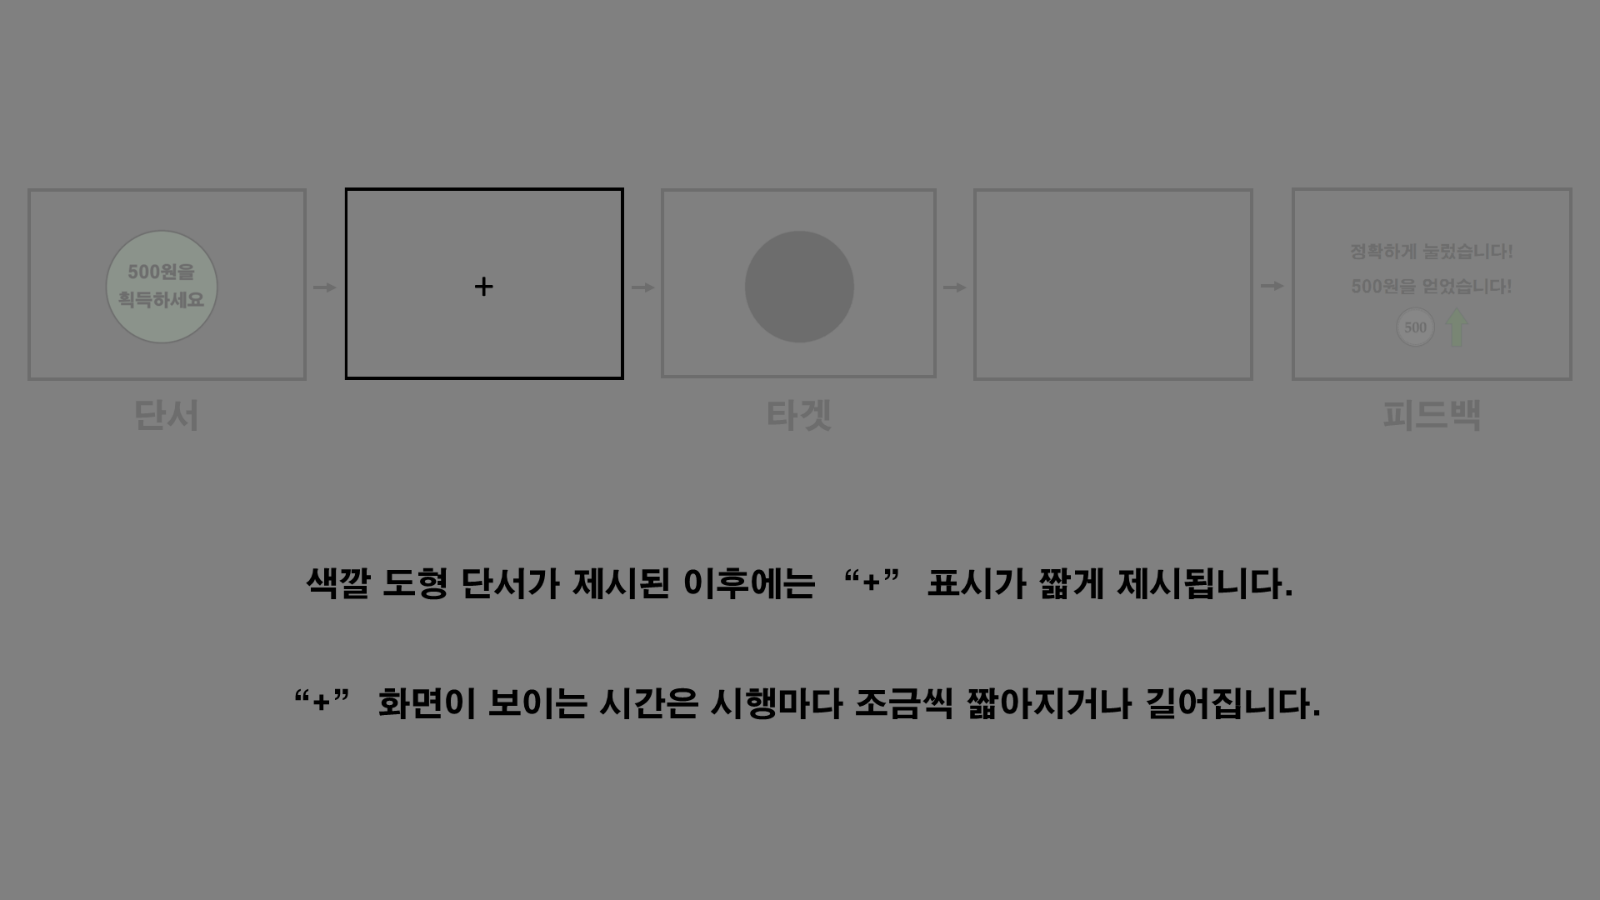 500원을
획득하세요
+
정확하게 눌렀습니다!
500원을 얻었습니다!
500
단서
타겟
피드백
색깔 도형 단서가 제시된 이후에는 “+” 표시가 짧게 제시됩니다.
“+” 화면이 보이는 시간은 시행마다 조금씩 짧아지거나 길어집니다.